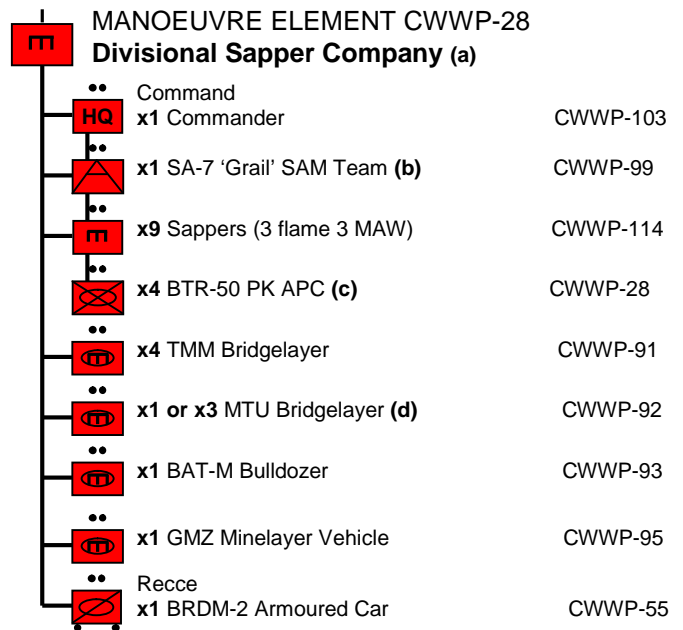 MANOEUVRE ELEMENT CWWP-28
Divisional Sapper Company (a)
Command
HQ x1 Commander CWWP-103
x1 SA-7 ‘Grail’ SAM Team (b) CWWP-99
x9 Sappers (3 flame 3 MAW) CWWP-114
x4 BTR-50 PK APC (c) CWWP-28
x4 TMM Bridgelayer CWWP-91
x1 or x3 MTU Bridgelayer (d) CWWP-92
x1 BAT-M Bulldozer CWWP-93
x1 GMZ Minelayer Vehicle CWWP-95
Recce
x1 BRDM-2 Armoured Car CWWP-55